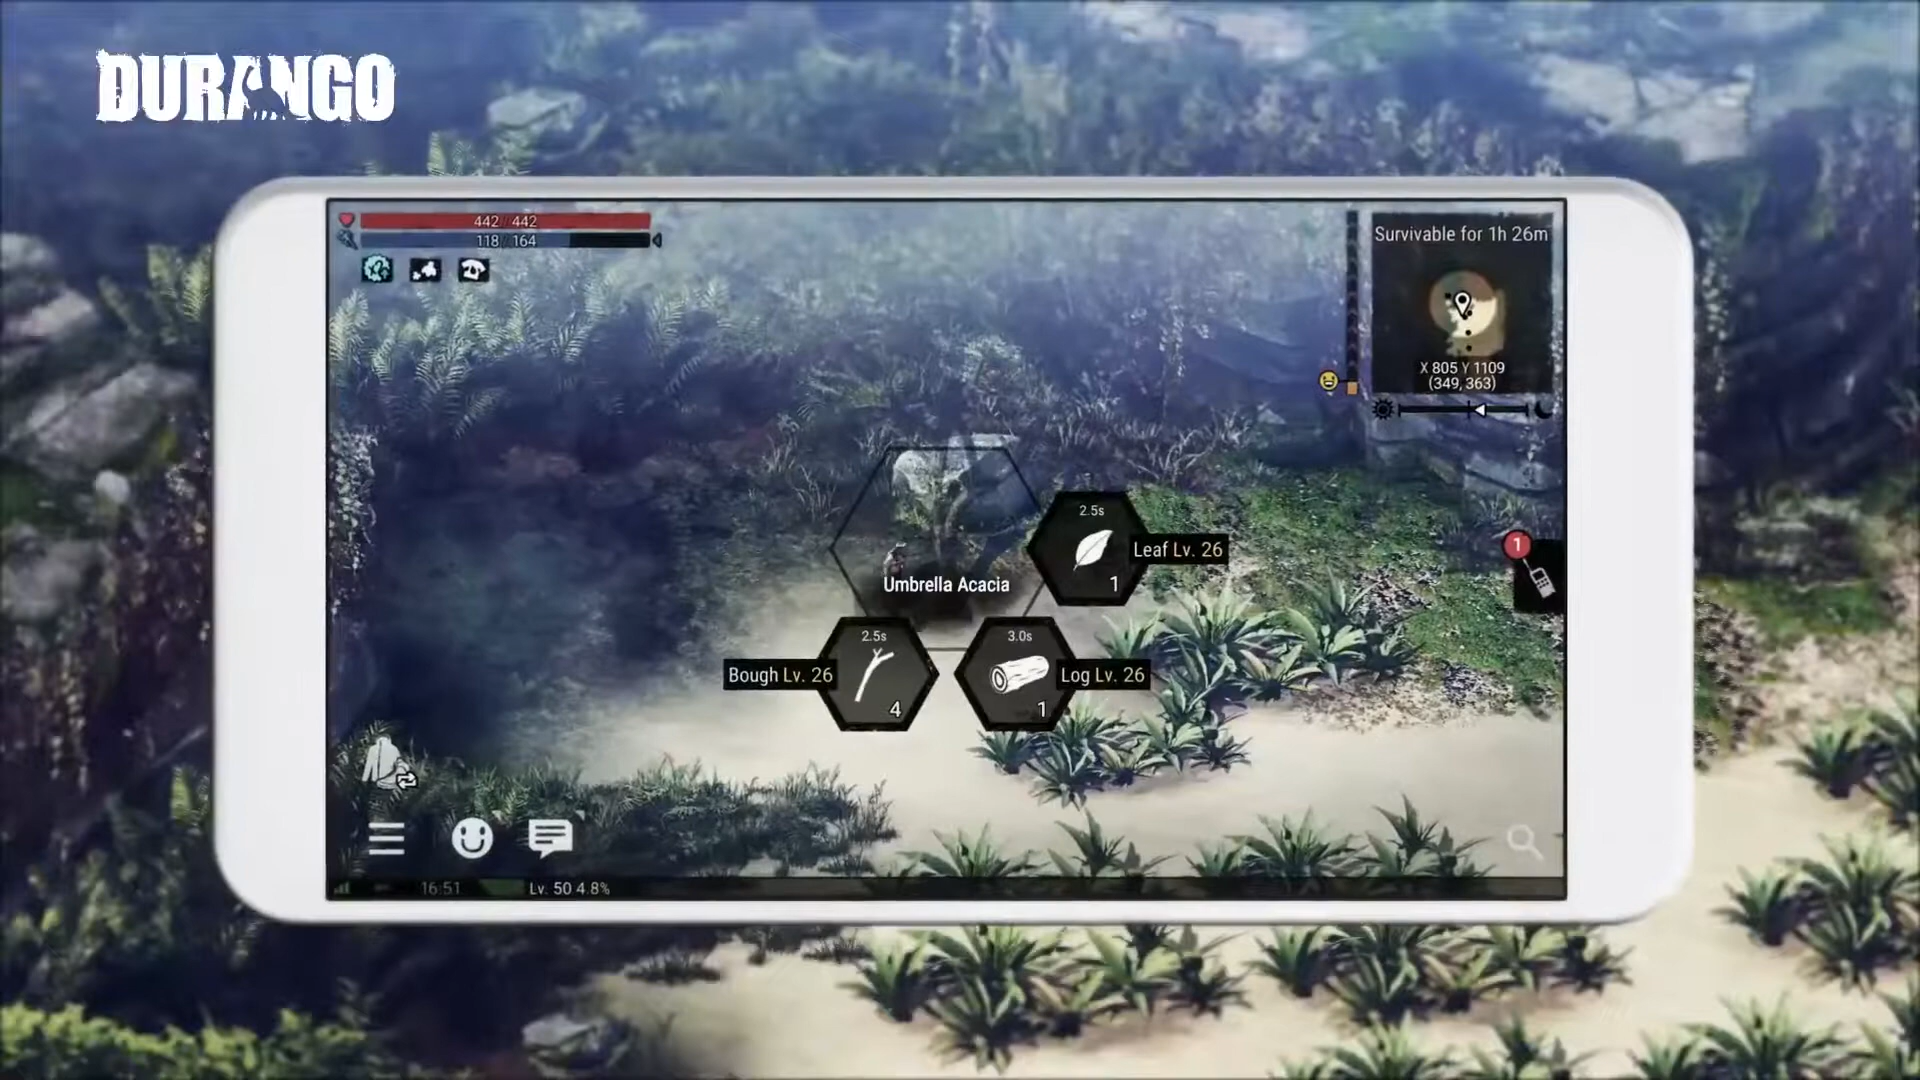 DURANGO
442 / 442
118 / 164
Survivable for 1h 26m
X 805 Y 1109
(349, 363)
1
2.5s
Leaf Lv. 26
1
Umbrella Acacia
2.5s
Bough Lv. 26
4
3.0s
Log Lv. 26
1
16:51
Lv. 50 4.8%